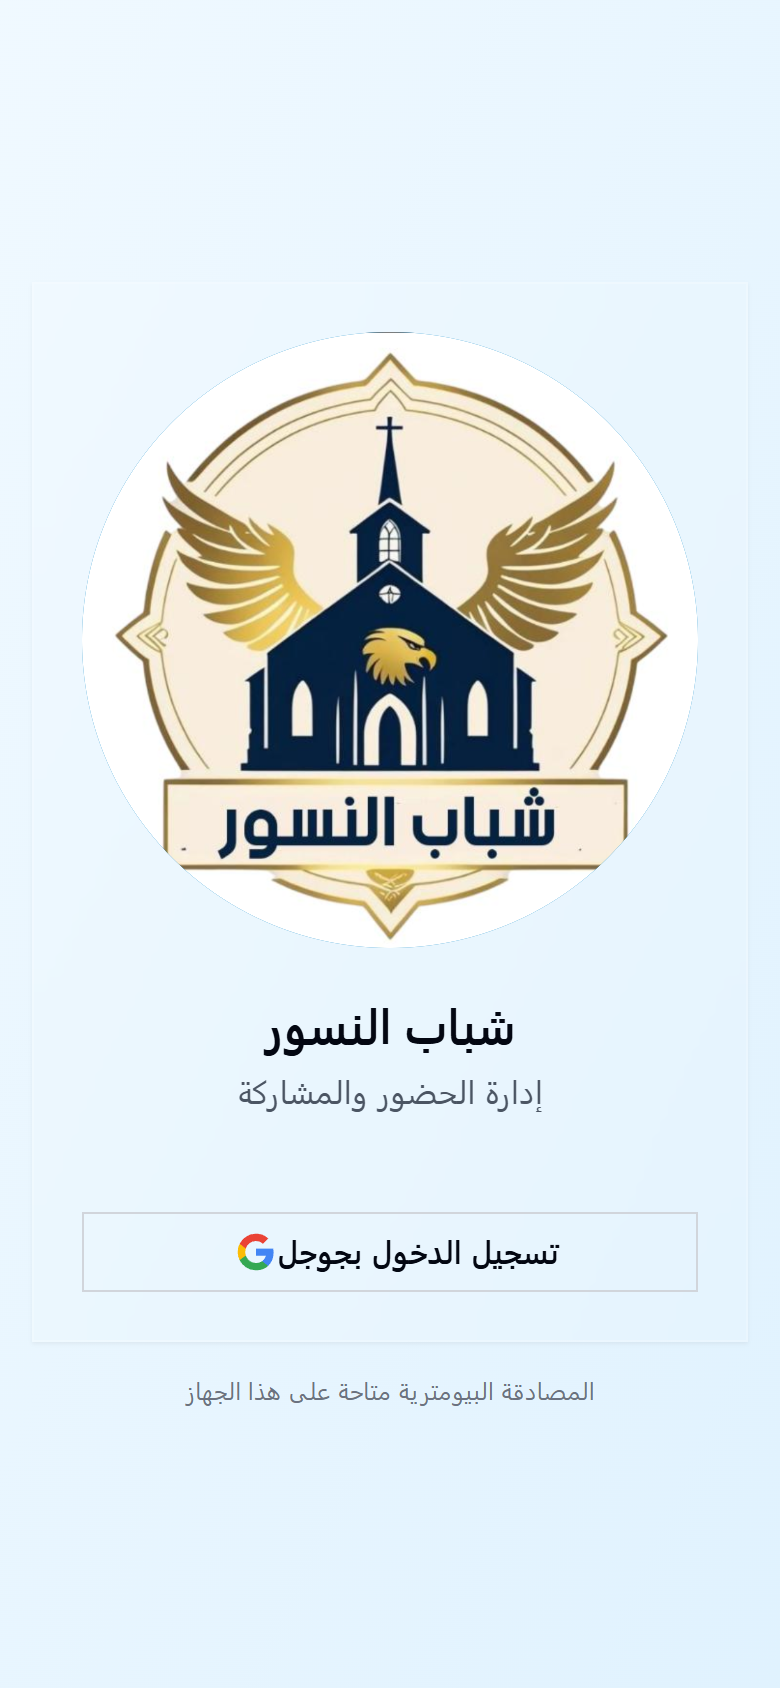 شباب النسور
شباب النسور
إدارة الحضور والمشاركة
تسجيل الدخول بجوجل
المصادقة البيومترية متاحة على هذا الجهاز